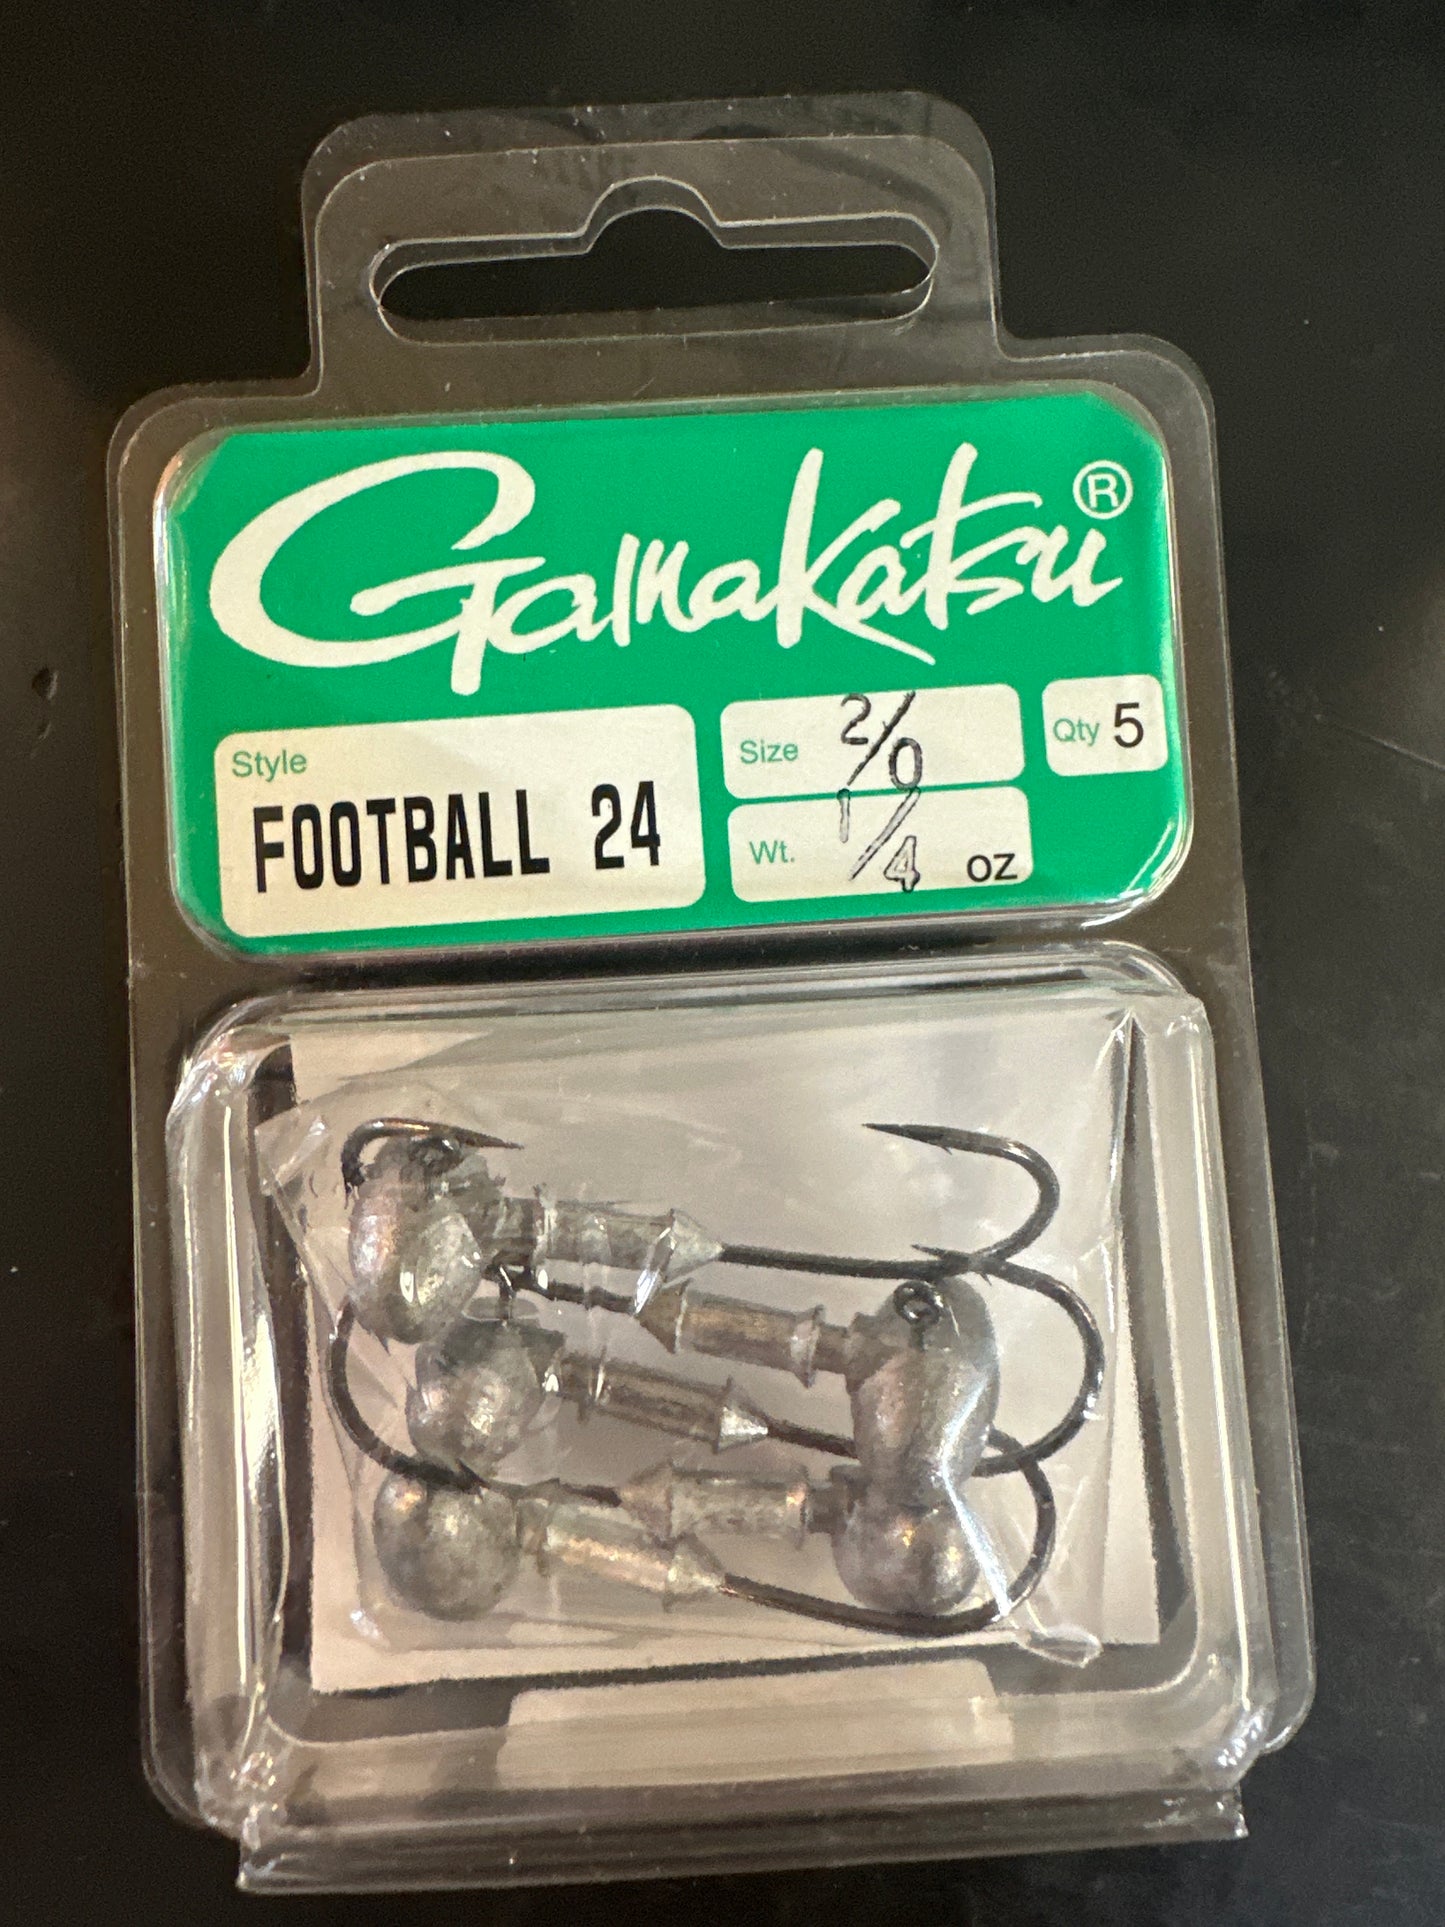 Gamakatsu®
Style
FOOTBALL 24
Size 2/0
Qty 5
Wt. 1/4 oz